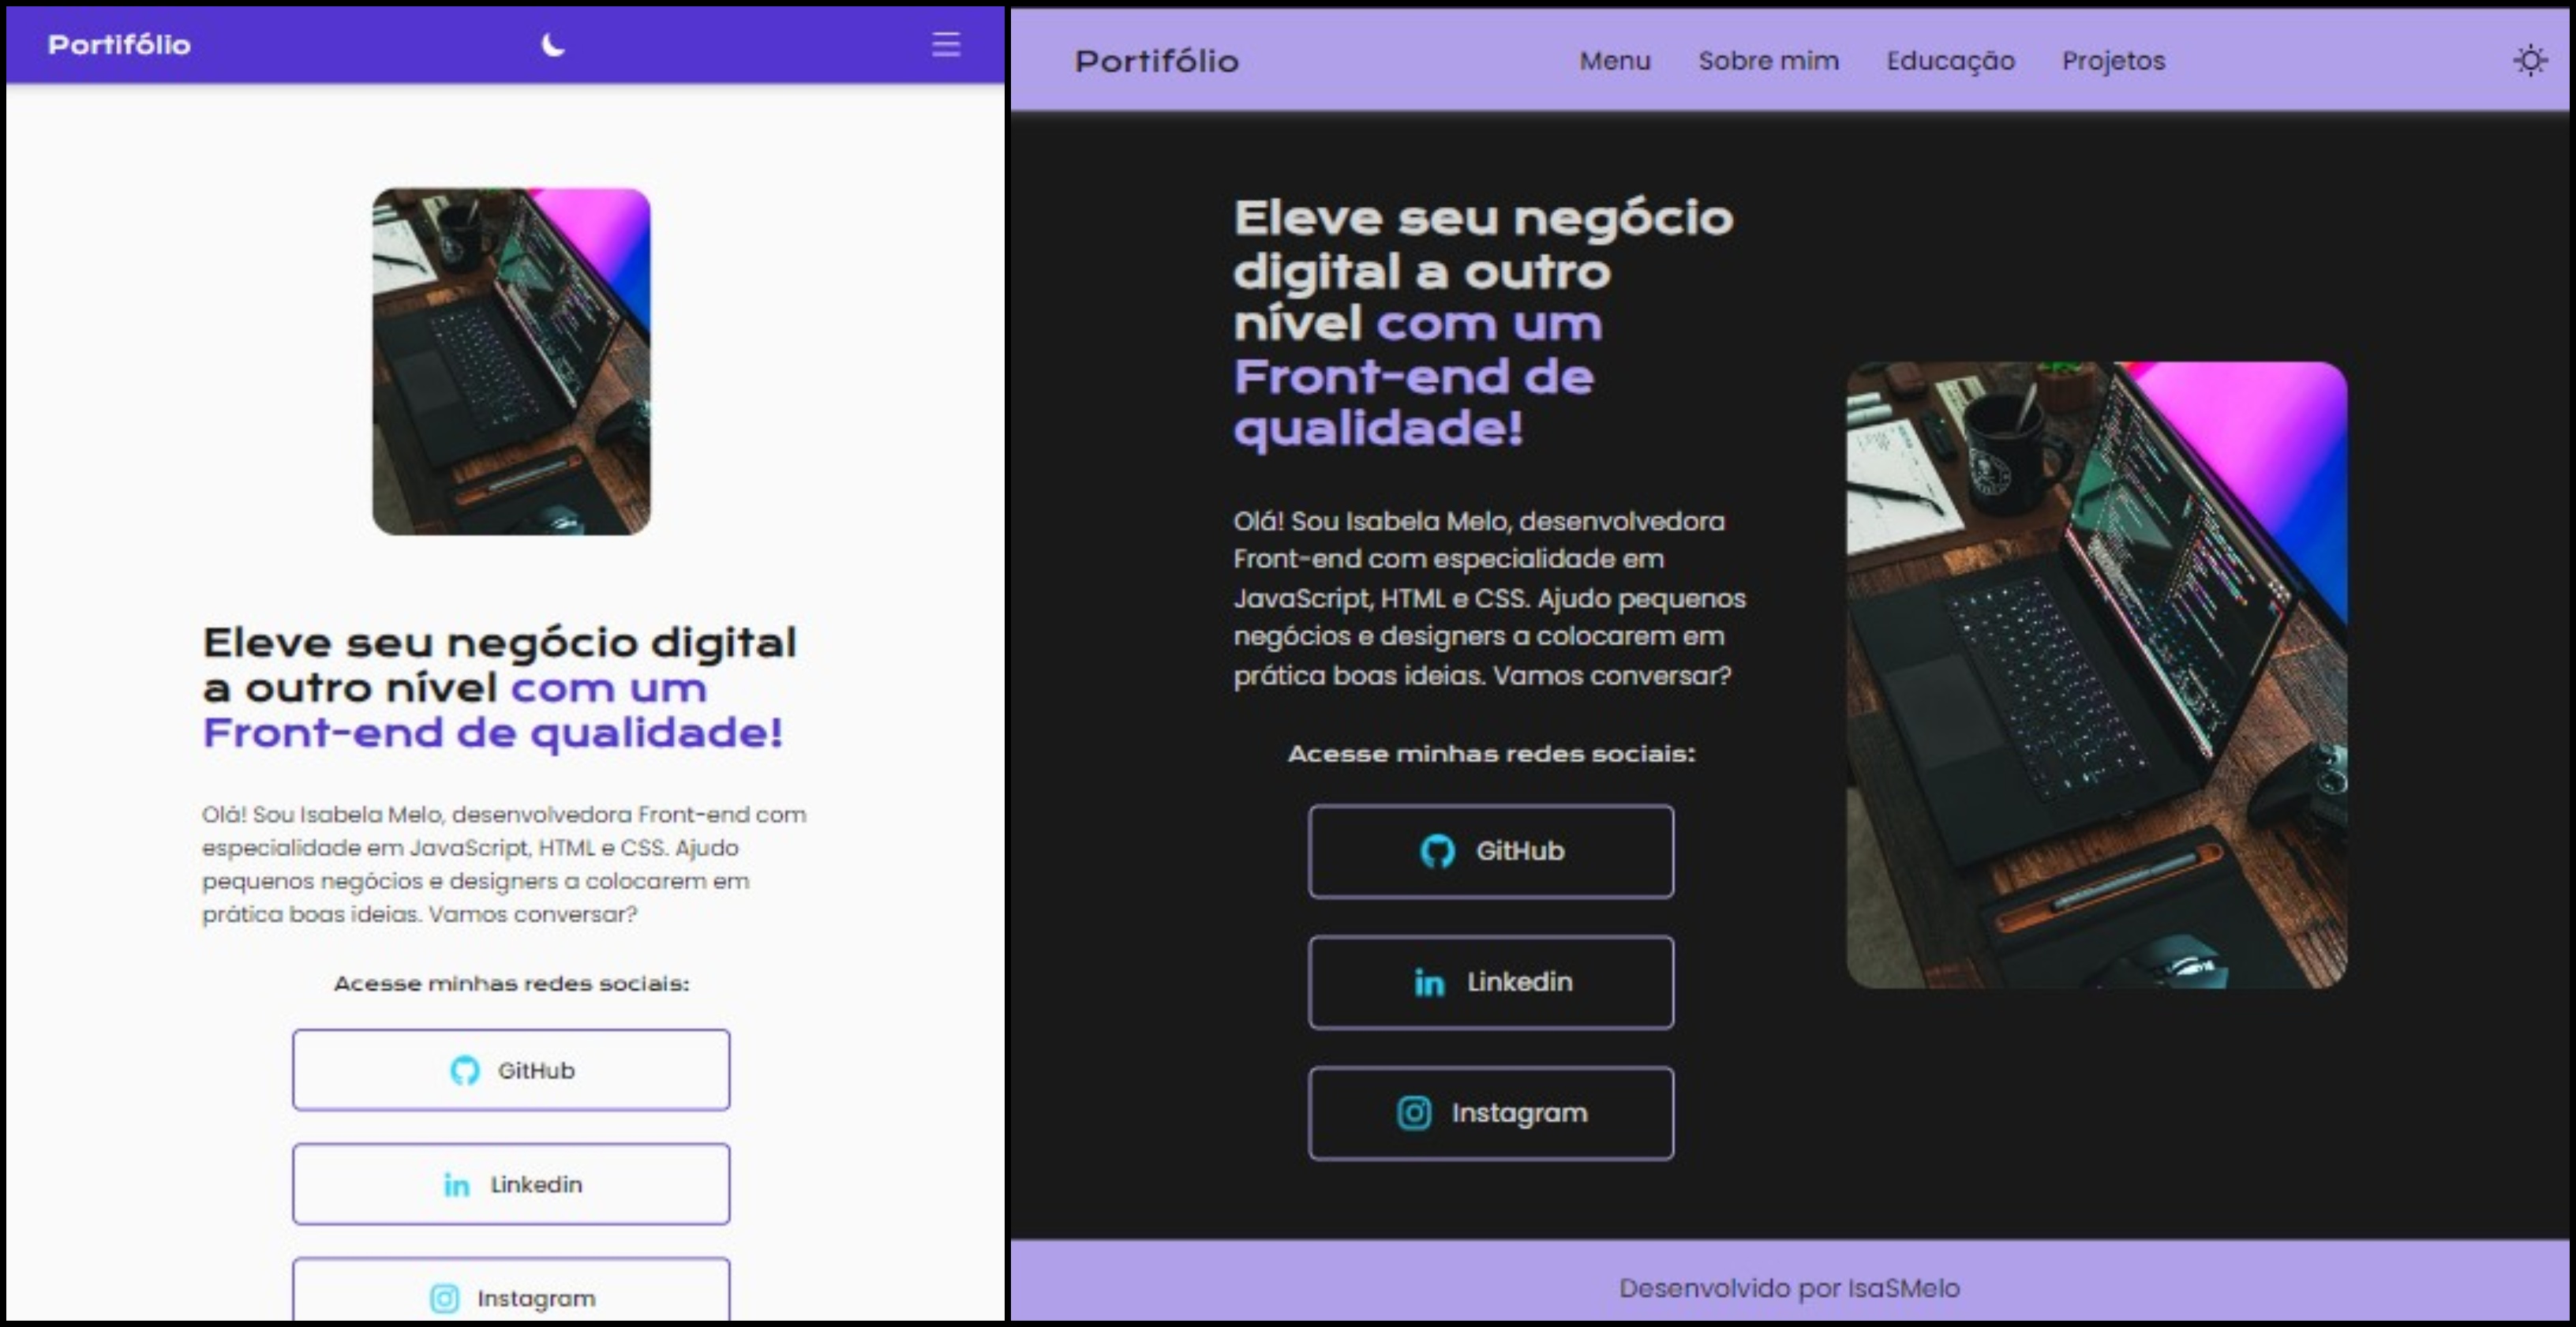 Portifólio
Eleve seu negócio digital
a outro nível com um
Front-end de qualidade!
Olá! Sou Isabela Melo, desenvolvedora Front-end com
especialidade em JavaScript, HTML e CSS. Ajudo
pequenos negócios e designers a colocarem em
prática boas ideias. Vamos conversar?
Acesse minhas redes sociais:
GitHub
Linkedin
Instagram
Portifólio Menu Sobre mim Educação Projetos
Eleve seu negócio
digital a outro
nível com um
Front-end de
qualidade!
Olá! Sou Isabela Melo, desenvolvedora
Front-end com especialidade em
JavaScript, HTML e CSS. Ajudo pequenos
negócios e designers a colocarem em
prática boas ideias. Vamos conversar?
Acesse minhas redes sociais:
GitHub
Linkedin
Instagram
Desenvolvido por IsaSMelo